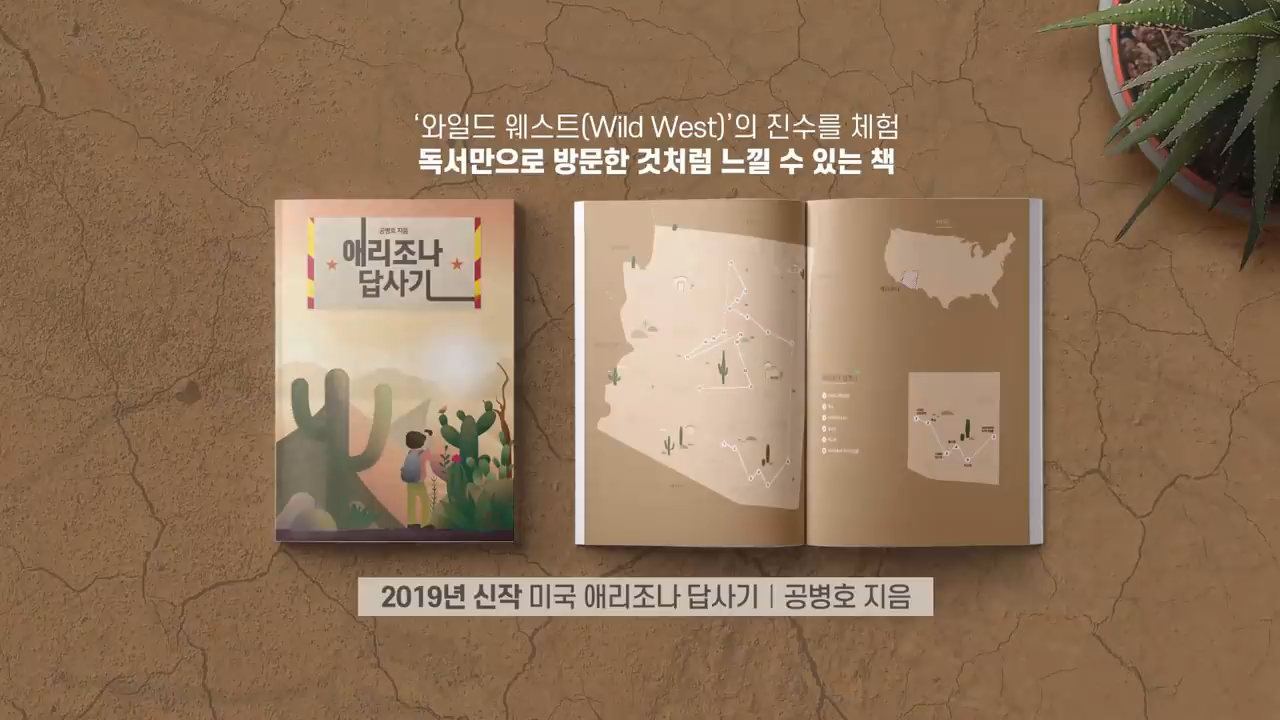 ‘와일드 웨스트(Wild West)’의 진수를 체험
독서만으로 방문한 것처럼 느낄 수 있는 책
공병호 지음
애리조나
답사기
2019년 신작 미국 애리조나 답사기 | 공병호 지음